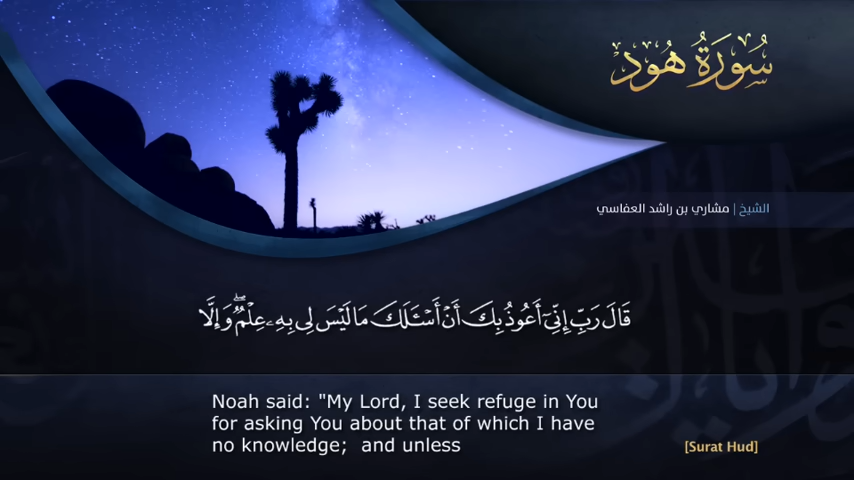 سُورَةُ هُود
الشيخ | مشاري بن راشد العفاسي
قَالَ رَبِّ إِنِّىٓ أَعُوذُ بِكَ أَنْ أَسْـَٔلَكَ مَا لَيْسَ لِى بِهِۦ عِلْمٌۭ ۖ وَإِلَّا
Noah said: "My Lord, I seek refuge in You
for asking You about that of which I have
no knowledge;  and unless
[Surat Hud]